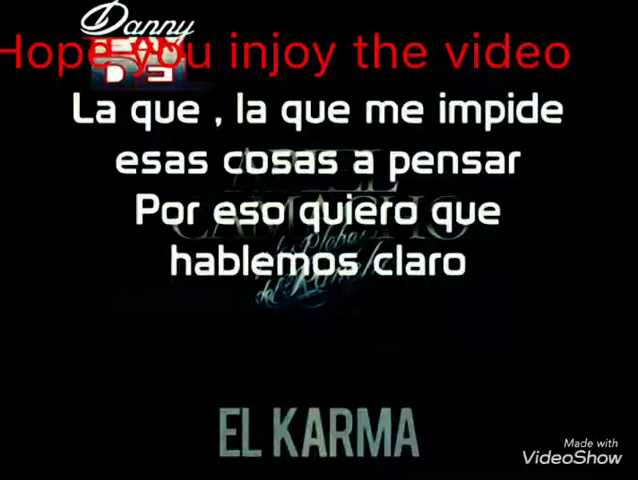 Danny
Hope you injoy the video
La que , la que me impide
esas cosas a pensar
Por eso quiero que
hablemos claro
EL KARMA
Made with
VideoShow